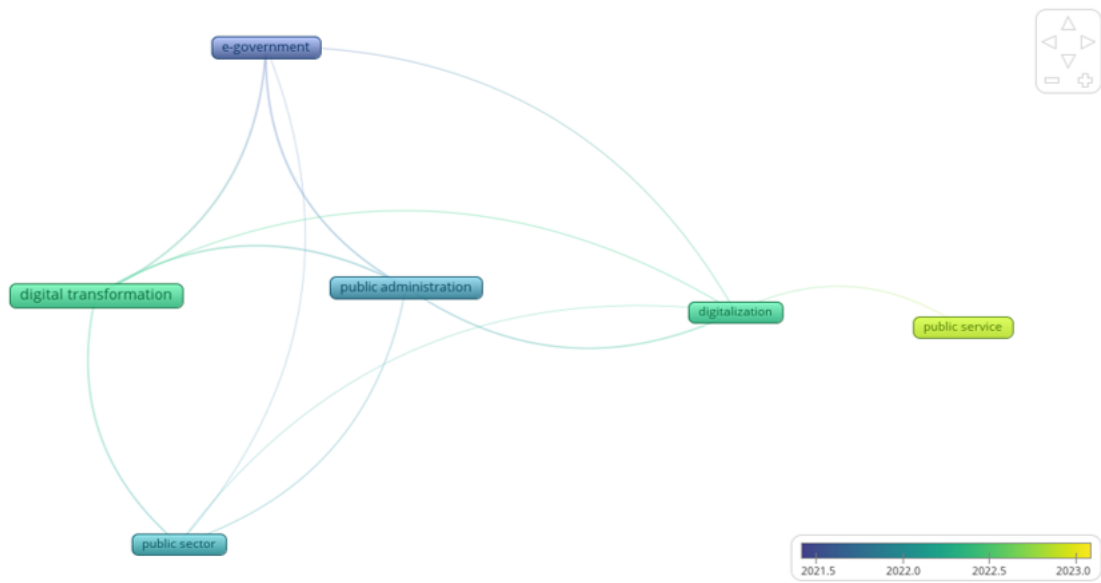 e-government
public administration
digital transformation
digitalization
public service
public sector
2021.5 2022.0 2022.5 2023.0